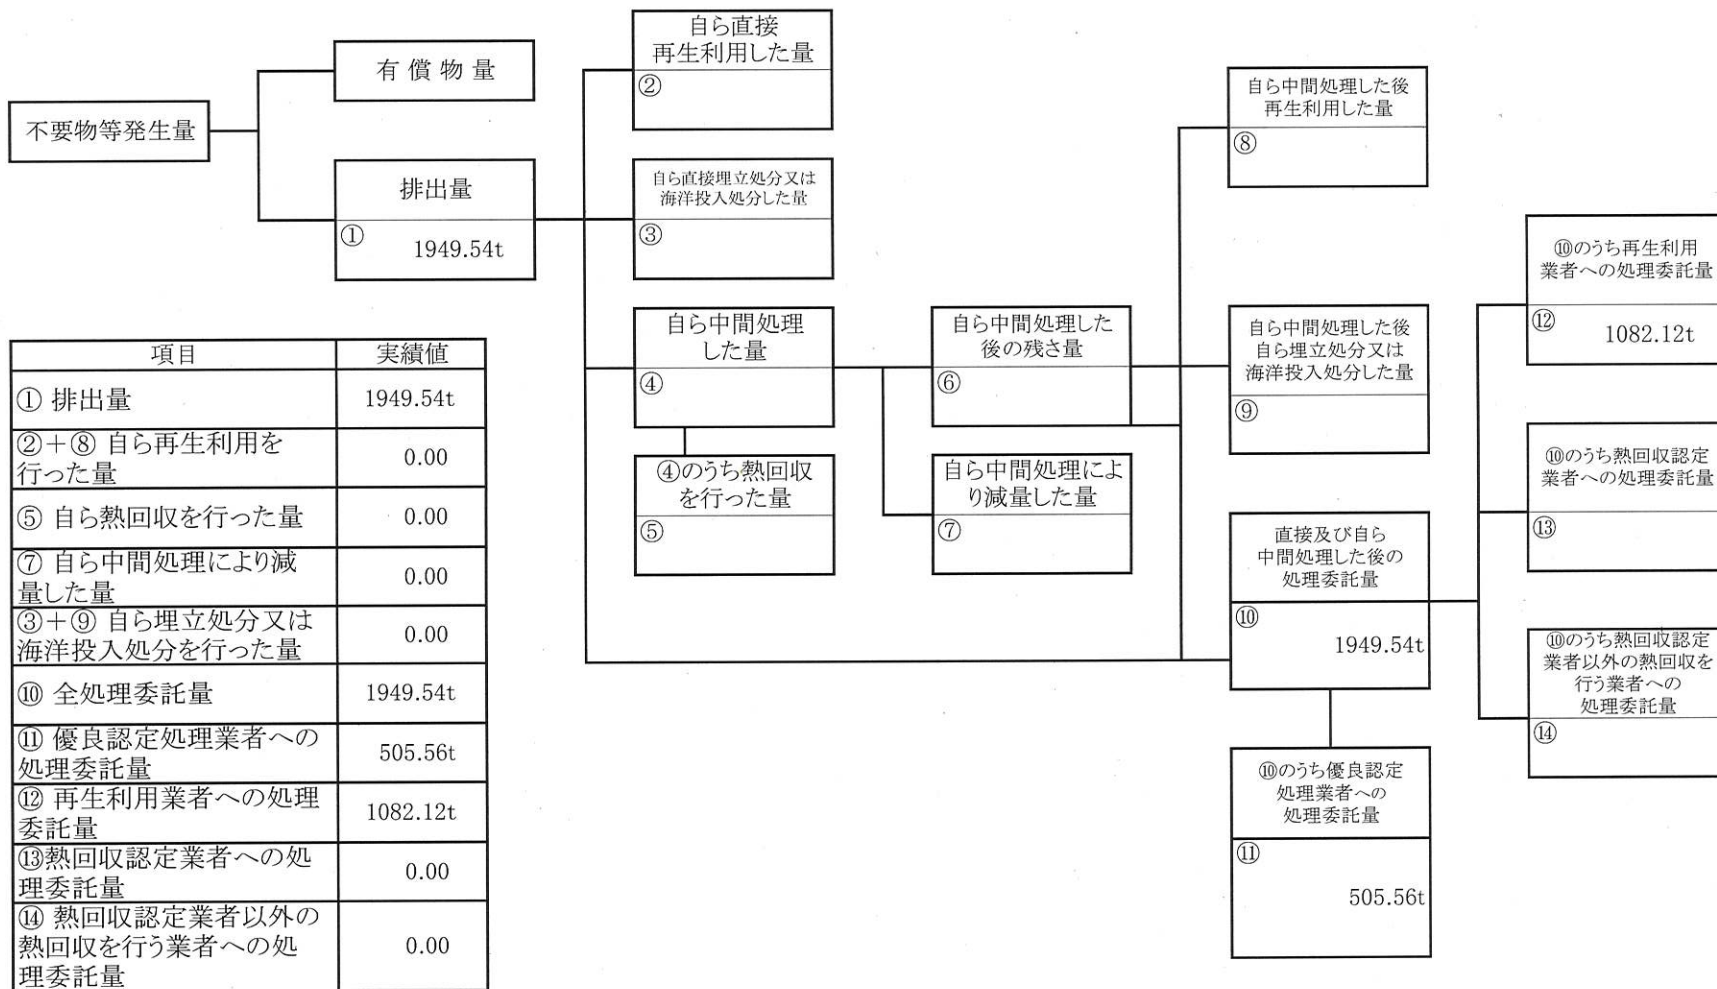 不要物等発生量
有償物量
排出量
①
1949.54t
自ら直接
再生利用した量
②
自ら直接埋立処分又は
海洋投入処分した量
③
自ら中間処理
した量
④
④のうち熱回収
を行った量
⑤
自ら中間処理した
後の残さ量
⑥
自ら中間処理によ
り減量した量
⑦
自ら中間処理した後
再生利用した量
⑧
自ら中間処理した後
自ら埋立処分又は
海洋投入処分した量
⑨
直接及び自ら
中間処理した後の
処理委託量
⑩
1949.54t
⑩のうち優良認定
処理業者への
処理委託量
⑪
505.56t
⑩のうち再生利用
業者への処理委託量
⑫
1082.12t
⑩のうち熱回収認定
業者への処理委託量
⑬
⑩のうち熱回収認定
業者以外の熱回収を
行う業者への
処理委託量
⑭
項目 実績値
① 排出量 1949.54t
②+⑧ 自ら再生利用を
行った量 0.00
⑤ 自ら熱回収を行った量 0.00
⑦ 自ら中間処理により減
量した量 0.00
③+⑨ 自ら埋立処分又は
海洋投入処分を行った量 0.00
⑩ 全処理委託量 1949.54t
⑪ 優良認定処理業者への
処理委託量 505.56t
⑫ 再生利用業者への処理
委託量 1082.12t
⑬熱回収認定業者への処
理委託量 0.00
⑭ 熱回収認定業者以外の
熱回収を行う業者への処
理委託量 0.00